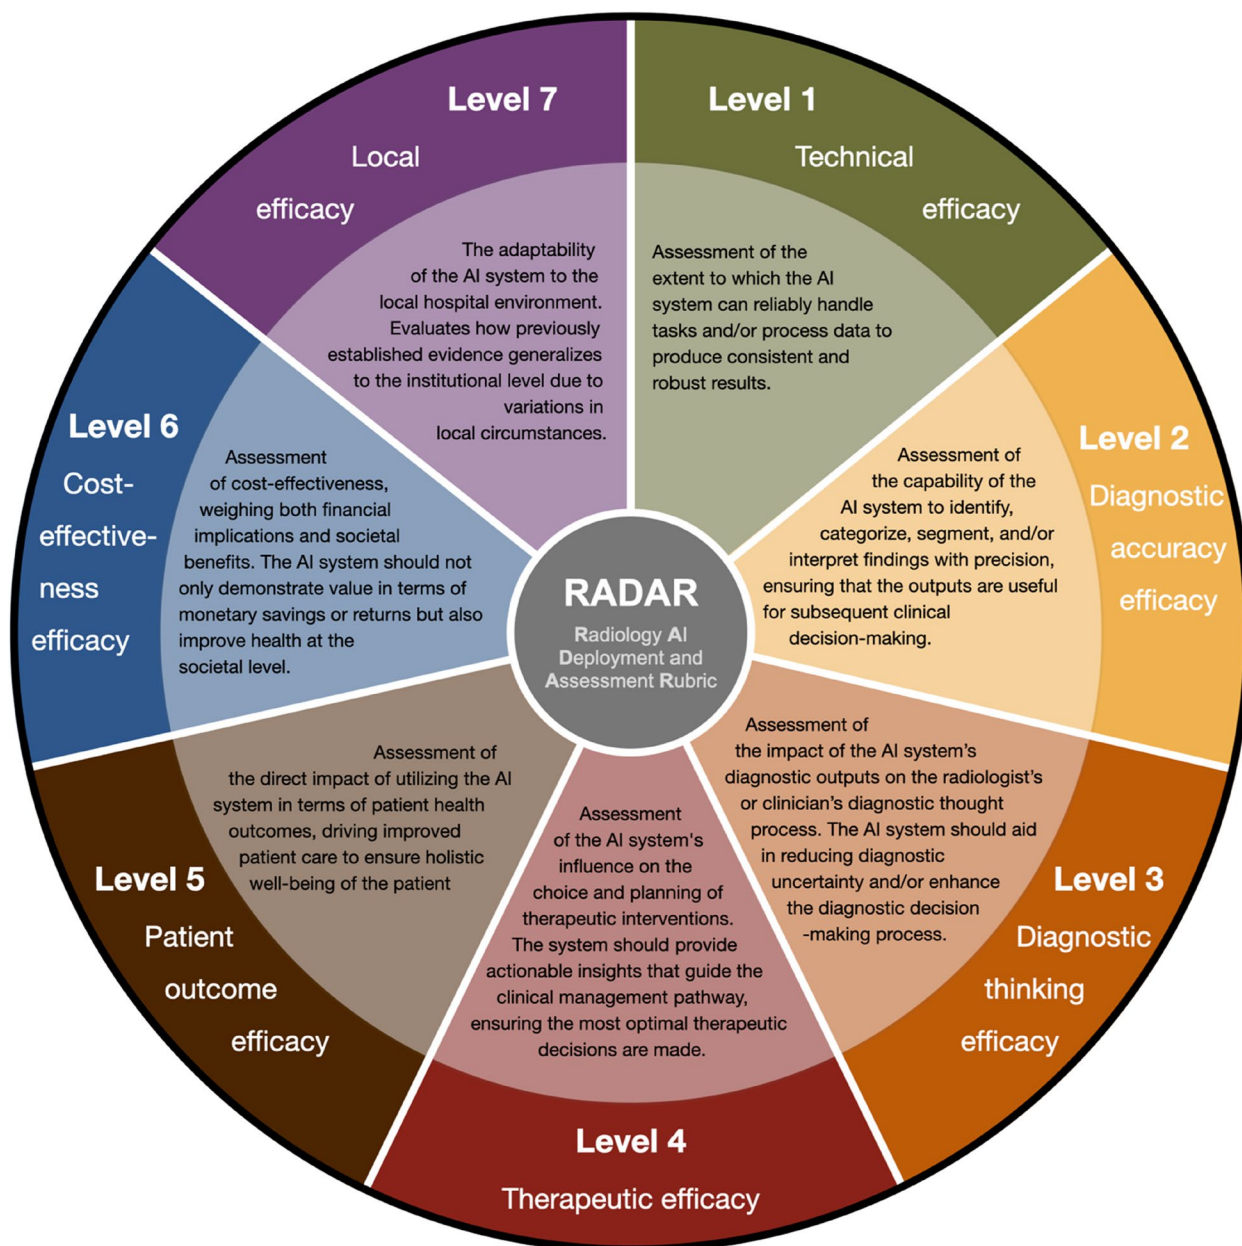 RADAR
Radiology AI
Deployment and
Assessment Rubric
Level 1
Technical
efficacy
Assessment of the
extent to which the AI
system can reliably handle
tasks and/or process data to
produce consistent and
robust results.
Level 2
Diagnostic
accuracy
efficacy
Assessment of
the capability of the
AI system to identify,
categorize, segment, and/or
interpret findings with precision,
ensuring that the outputs are useful
for subsequent clinical
decision-making.
Level 3
Diagnostic
thinking
efficacy
Assessment of
the impact of the AI system’s
diagnostic outputs on the radiologist’s
or clinician’s diagnostic thought
process. The AI system should aid
in reducing diagnostic
uncertainty and/or enhance
the diagnostic decision
-making process.
Level 4
Therapeutic efficacy
Assessment
of the AI system's
influence on the
choice and planning of
therapeutic interventions.
The system should provide
actionable insights that guide the
clinical management pathway,
ensuring the most optimal therapeutic
decisions are made.
Level 5
Patient
outcome
efficacy
Assessment of
the direct impact of utilizing the AI
system in terms of patient health
outcomes, driving improved
patient care to ensure holistic
well-being of the patient
Level 6
Cost-
effective-
ness
efficacy
Assessment
of cost-effectiveness,
weighing both financial
implications and societal
benefits. The AI system should not
only demonstrate value in terms of
monetary savings or returns but also
improve health at the
societal level.
Level 7
Local
efficacy
The adaptability
of the AI system to the
local hospital environment.
Evaluates how previously
established evidence generalizes
to the institutional level due to
variations in
local circumstances.